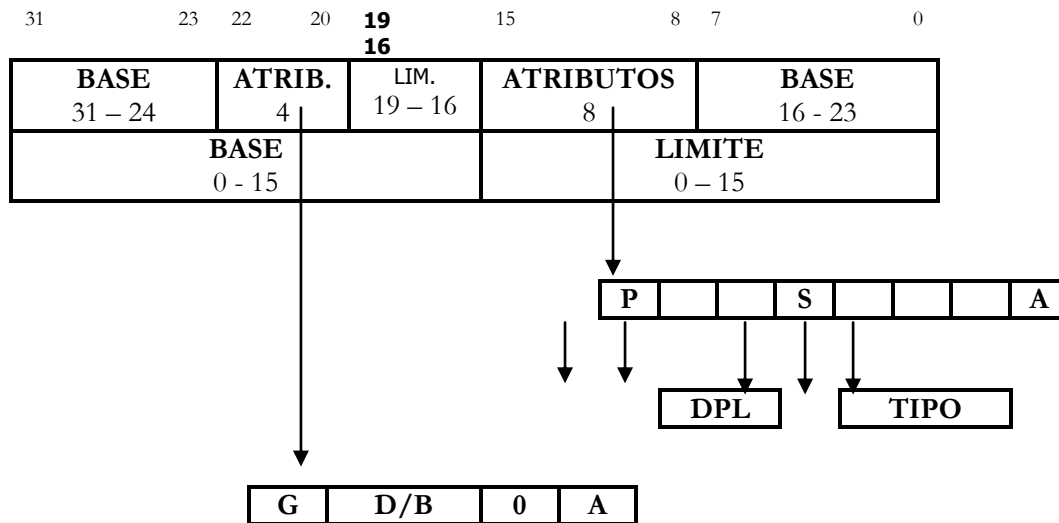 31 23 22 20 19 15 8 7 0
16
BASE ATRIB. LIM. ATRIBUTOS BASE
31 – 24 4 19 – 16 8 16 - 23
BASE LIMITE
0 - 15 0 – 15
P S A
DPL TIPO
G D/B 0 A